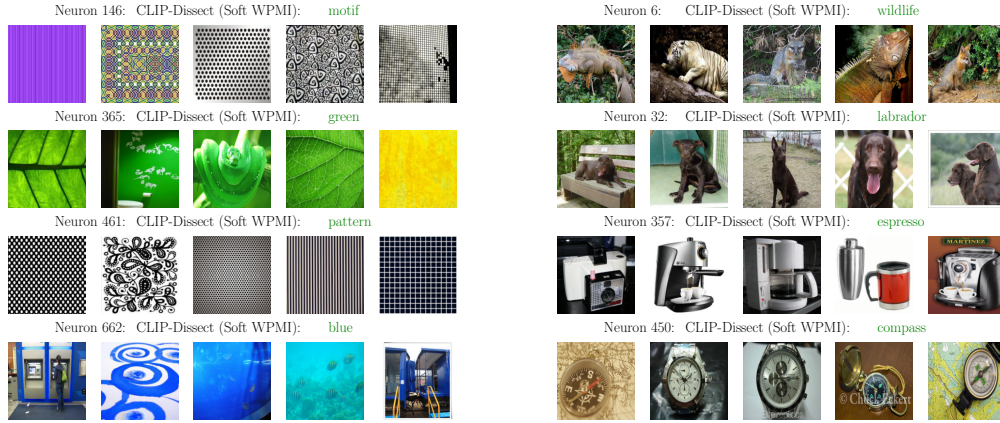 Neuron 146: CLIP-Dissect (Soft WPMI): motif
Neuron 365: CLIP-Dissect (Soft WPMI): green
Neuron 461: CLIP-Dissect (Soft WPMI): pattern
Neuron 662: CLIP-Dissect (Soft WPMI): blue
Neuron 6: CLIP-Dissect (Soft WPMI): wildlife
Neuron 32: CLIP-Dissect (Soft WPMI): labrador
Neuron 357: CLIP-Dissect (Soft WPMI): espresso
MARTINEZ
Neuron 450: CLIP-Dissect (Soft WPMI): compass
© Chuck Eckert